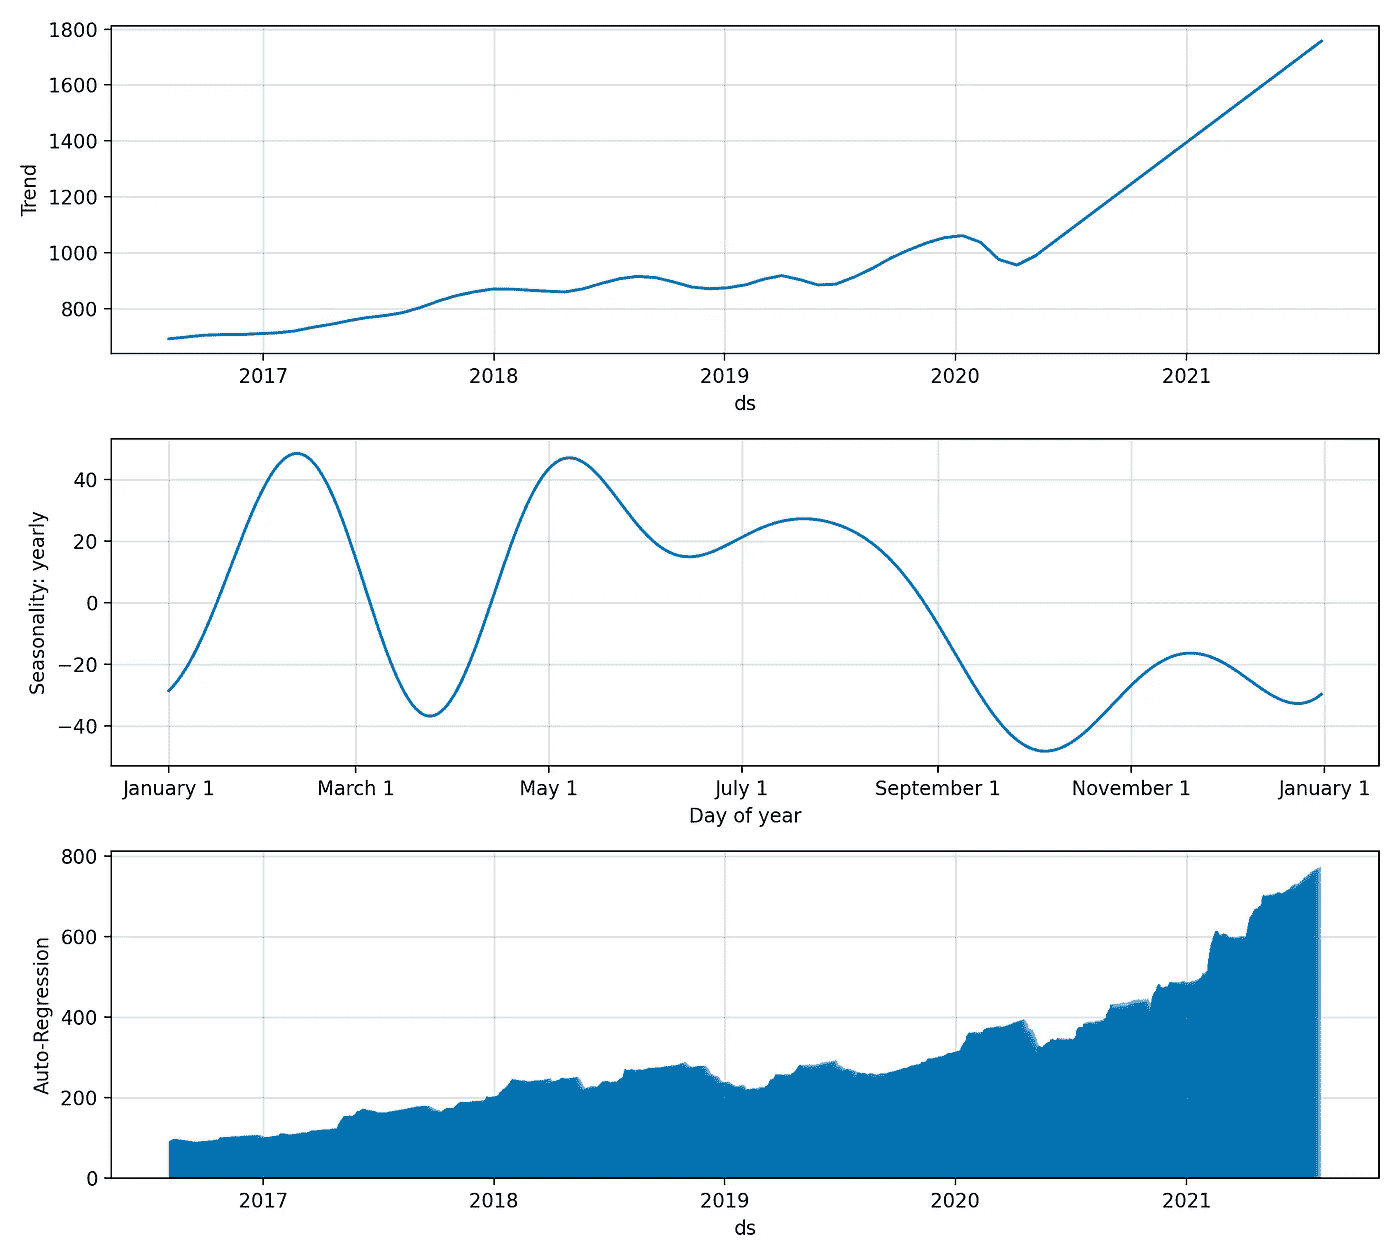 1800
1600
1400
1200
1000
800
Trend
2017 2018 2019 2020 2021
ds
40
20
0
−20
−40
Seasonality: yearly
January 1 March 1 May 1 July 1 September 1 November 1 January 1
Day of year
800
600
400
200
0
Auto-Regression
2017 2018 2019 2020 2021
ds